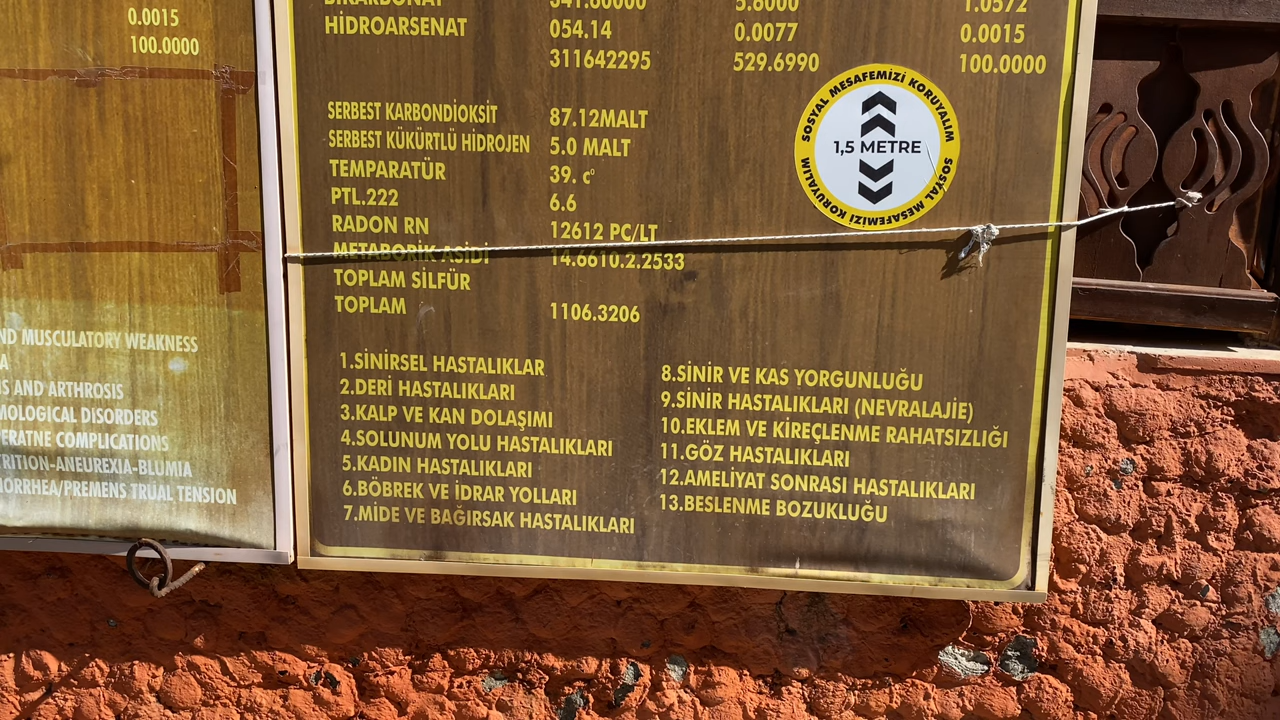 0.0015
100.0000
ND MUSCULATORY WEAKNESS
A
IS AND ARTHROSIS
MOLOGICAL DISORDERS
PERATNE COMPLICATIONS
TRITION-ANEUREXIA-BLUMIA
MORRHEA/PREMENS TRUAL TENSION
BİKARBONAT 341.60000 5.6000 1.0572
HİDROARSENAT 054.14 0.0077 0.0015
311642295 529.6990 100.0000
SERBEST KARBONDİOKSİT 87.12MALT
SERBEST KÜKÜRTLÜ HİDROJEN 5.0 MALT
TEMPARATÜR 39. c⁰
PTL.222 6.6
RADON RN 12612 PC/LT
METABORİK ASİDİ 14.6610.2.2533
TOPLAM SİLFÜR
TOPLAM 1106.3206
SOSYAL MESAFEMİZİ KORUYALIM
1,5 METRE
SOSYAL MESAFEMİZİ KORUYALIM
1.SİNİRSEL HASTALIKLAR
2.DERİ HASTALIKLARI
3.KALP VE KAN DOLAŞIMI
4.SOLUNUM YOLU HASTALIKLARI
5.KADIN HASTALIKLARI
6.BÖBREK VE İDRAR YOLLARI
7.MİDE VE BAĞIRSAK HASTALIKLARI
8.SİNİR VE KAS YORGUNLUĞU
9.SİNİR HASTALIKLARI (NEVRALAJİE)
10.EKLEM VE KİREÇLENME RAHATSIZLIĞI
11.GÖZ HASTALIKLARI
12.AMELİYAT SONRASI HASTALIKLARI
13.BESLENME BOZUKLUĞU